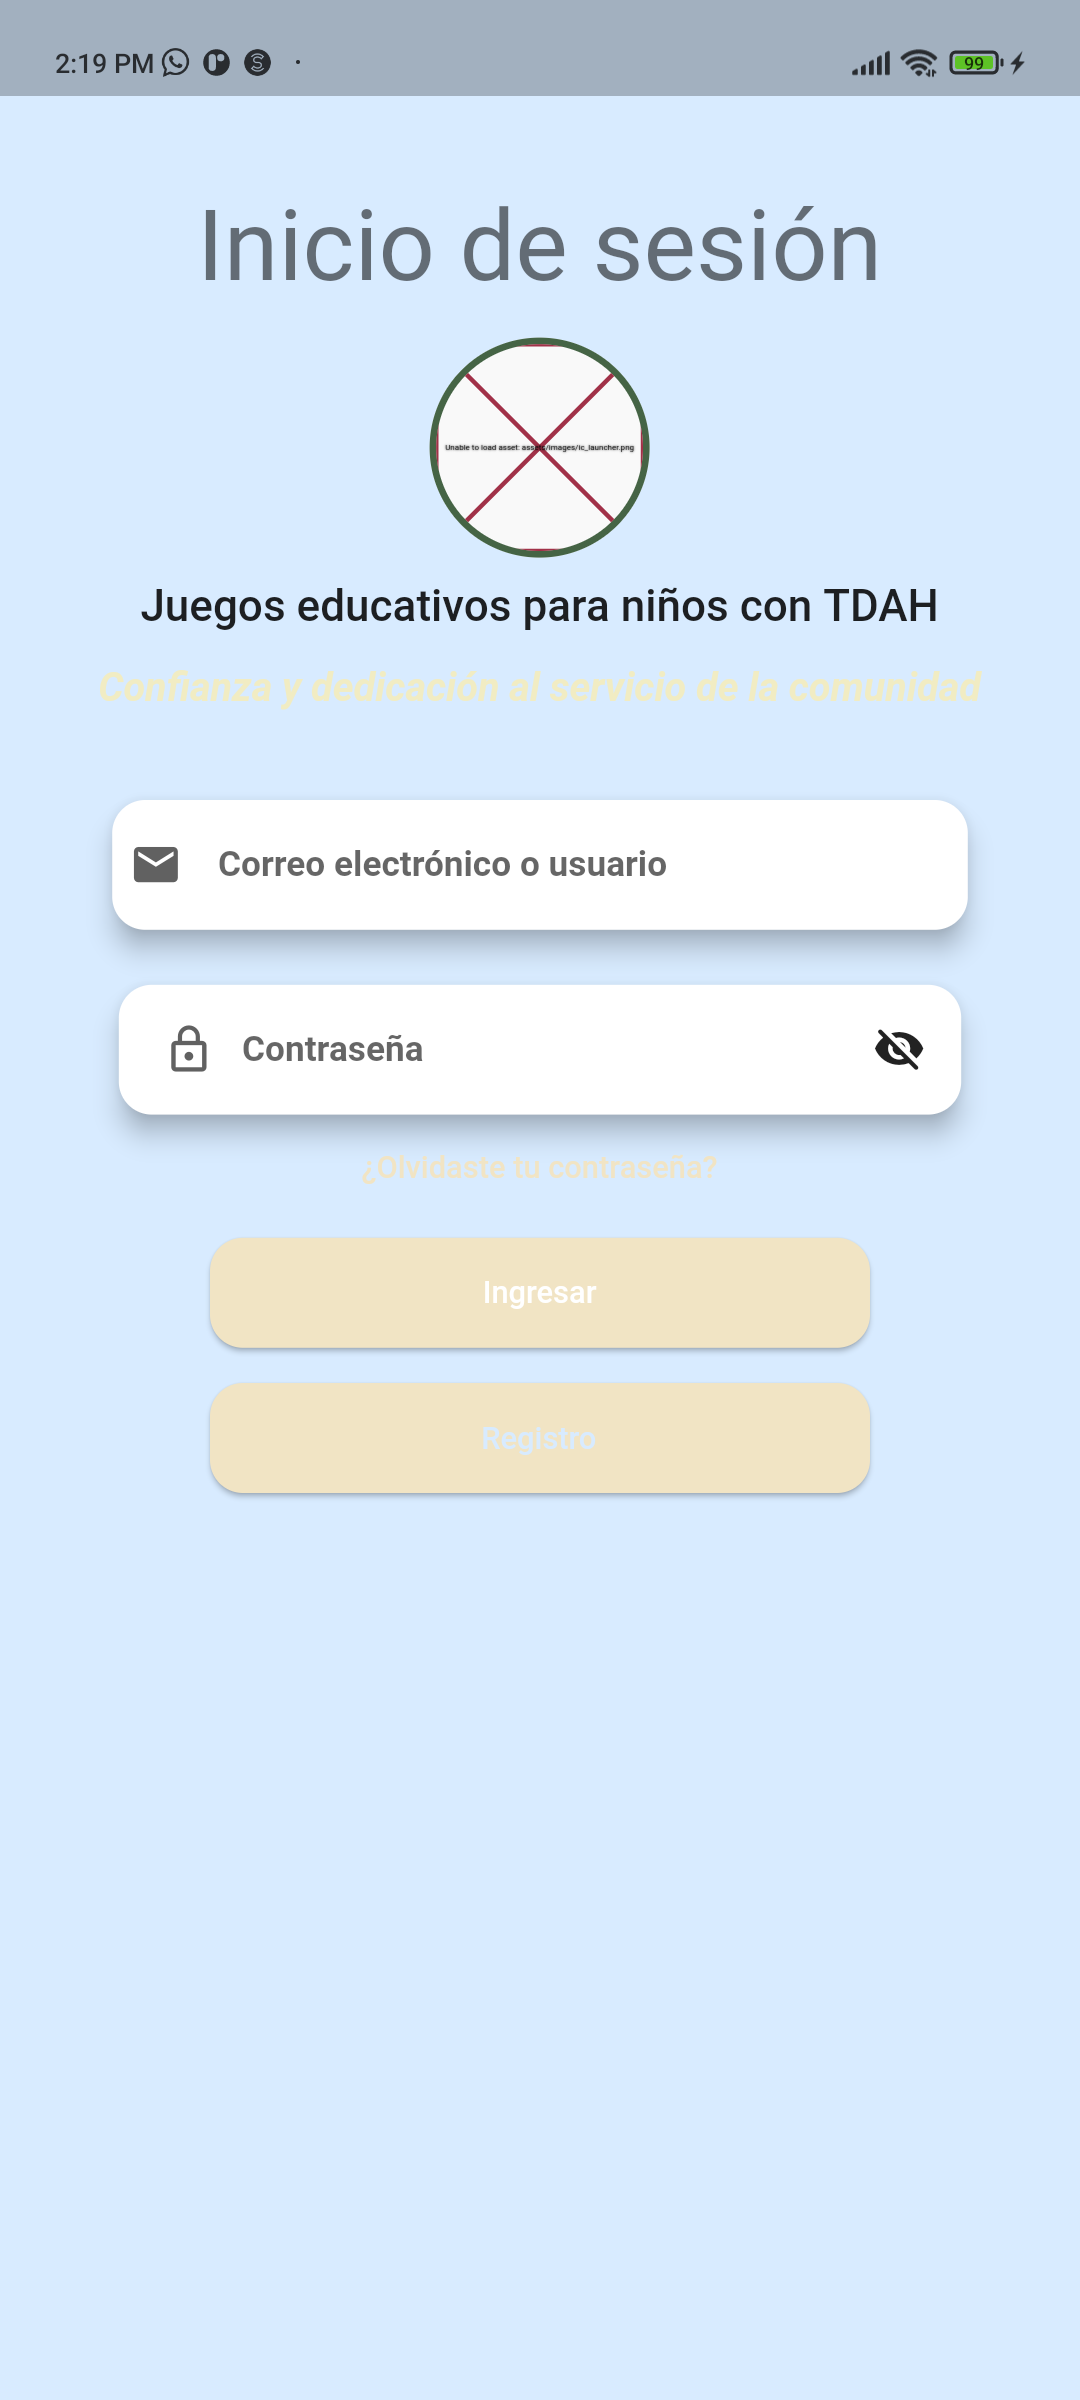 2:19 PM
99
Inicio de sesión
Unable to load asset: assets/images/ic_launcher.png
Juegos educativos para niños con TDAH
Confianza y dedicación al servicio de la comunidad
Correo electrónico o usuario
Contraseña
¿Olvidaste tu contraseña?
Ingresar
Registro